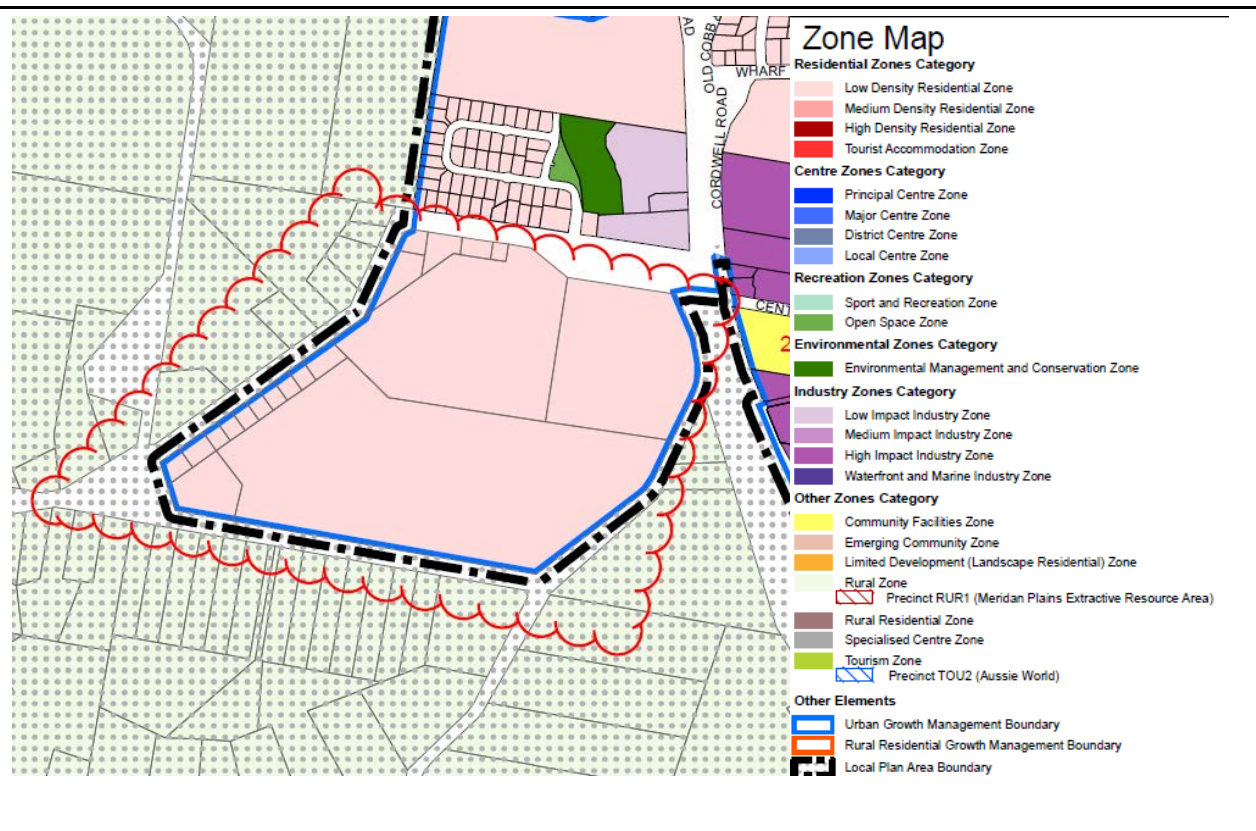 AD
OLD COBB
WHARF
CORDWELL ROAD
CENT
2
Zone Map
Residential Zones Category
Low Density Residential Zone
Medium Density Residential Zone
High Density Residential Zone
Tourist Accommodation Zone
Centre Zones Category
Principal Centre Zone
Major Centre Zone
District Centre Zone
Local Centre Zone
Recreation Zones Category
Sport and Recreation Zone
Open Space Zone
Environmental Zones Category
Environmental Management and Conservation Zone
Industry Zones Category
Low Impact Industry Zone
Medium Impact Industry Zone
High Impact Industry Zone
Waterfront and Marine Industry Zone
Other Zones Category
Community Facilities Zone
Emerging Community Zone
Limited Development (Landscape Residential) Zone
Rural Zone
Precinct RUR1 (Meridan Plains Extractive Resource Area)
Rural Residential Zone
Specialised Centre Zone
Tourism Zone
Precinct TOU2 (Aussie World)
Other Elements
Urban Growth Management Boundary
Rural Residential Growth Management Boundary
Local Plan Area Boundary